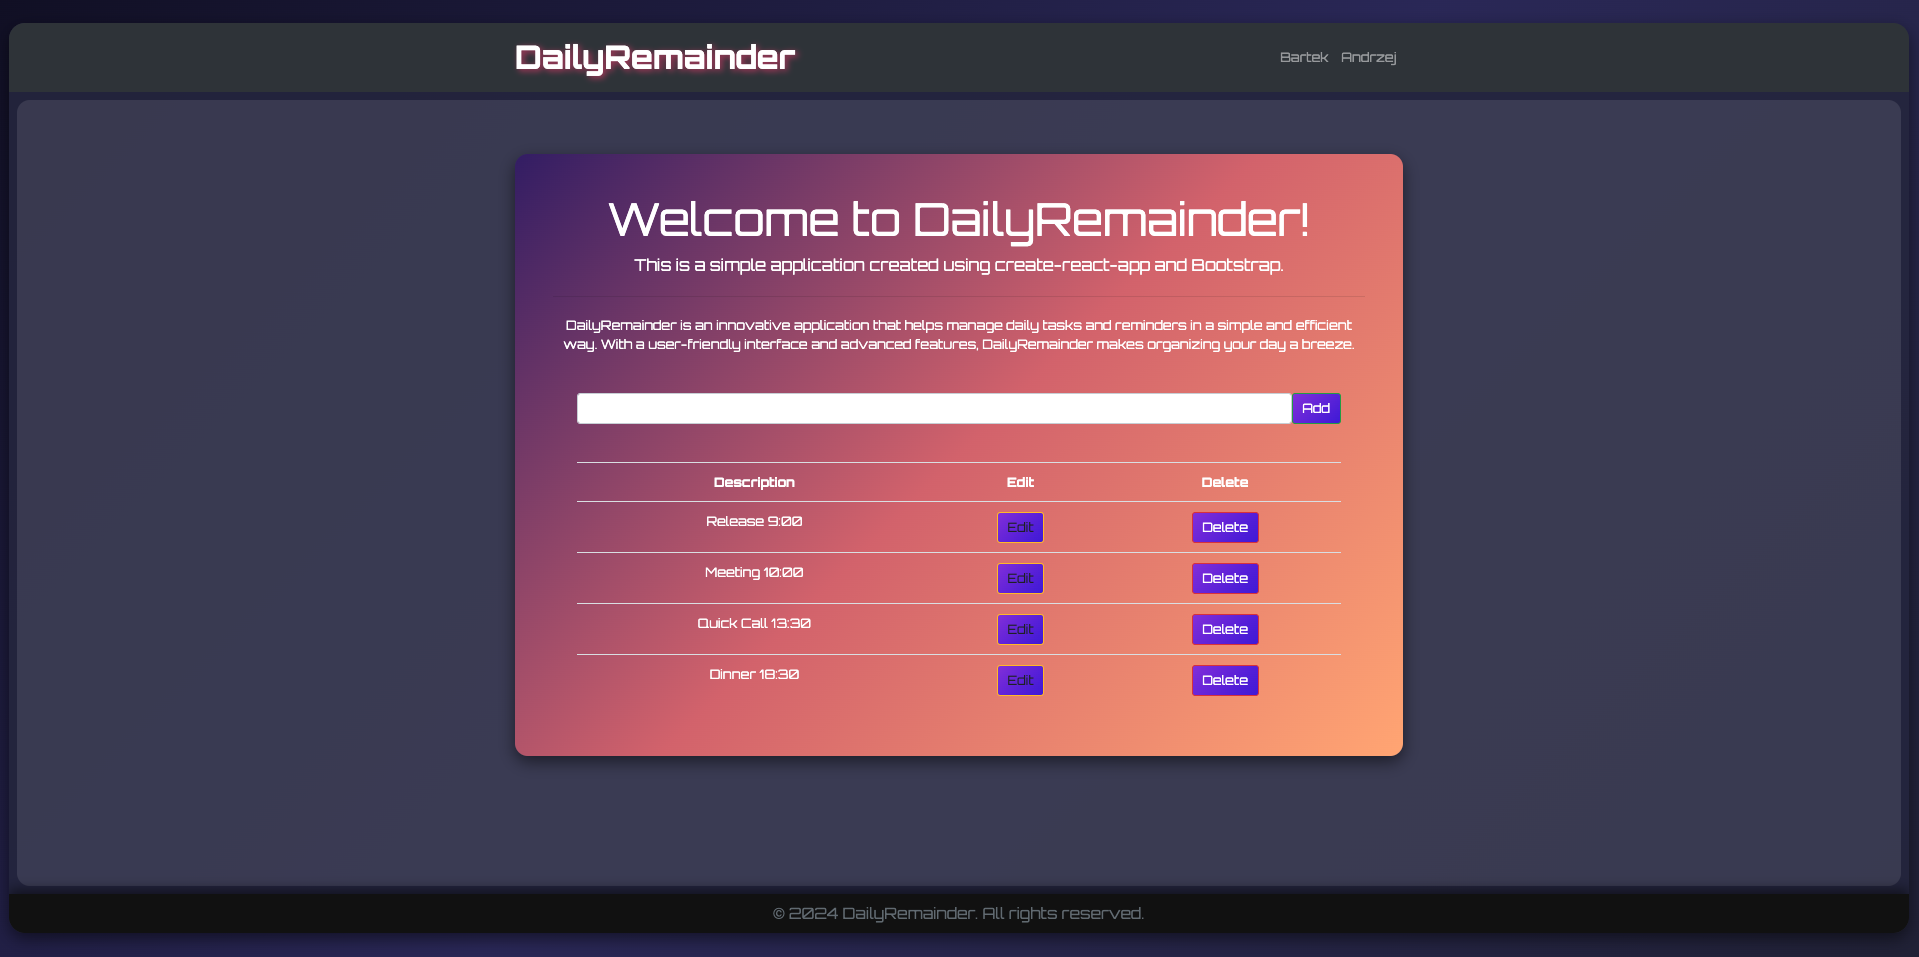 DailyRemainder
Bartek Andrzej
Welcome to DailyRemainder!
This is a simple application created using create-react-app and Bootstrap.
DailyRemainder is an innovative application that helps manage daily tasks and reminders in a simple and efficient
way. With a user-friendly interface and advanced features, DailyRemainder makes organizing your day a breeze.
Add
Description Edit Delete
Release 9:00 Edit Delete
Meeting 10:00 Edit Delete
Quick Call 13:30 Edit Delete
Dinner 18:30 Edit Delete
© 2024 DailyRemainder. All rights reserved.